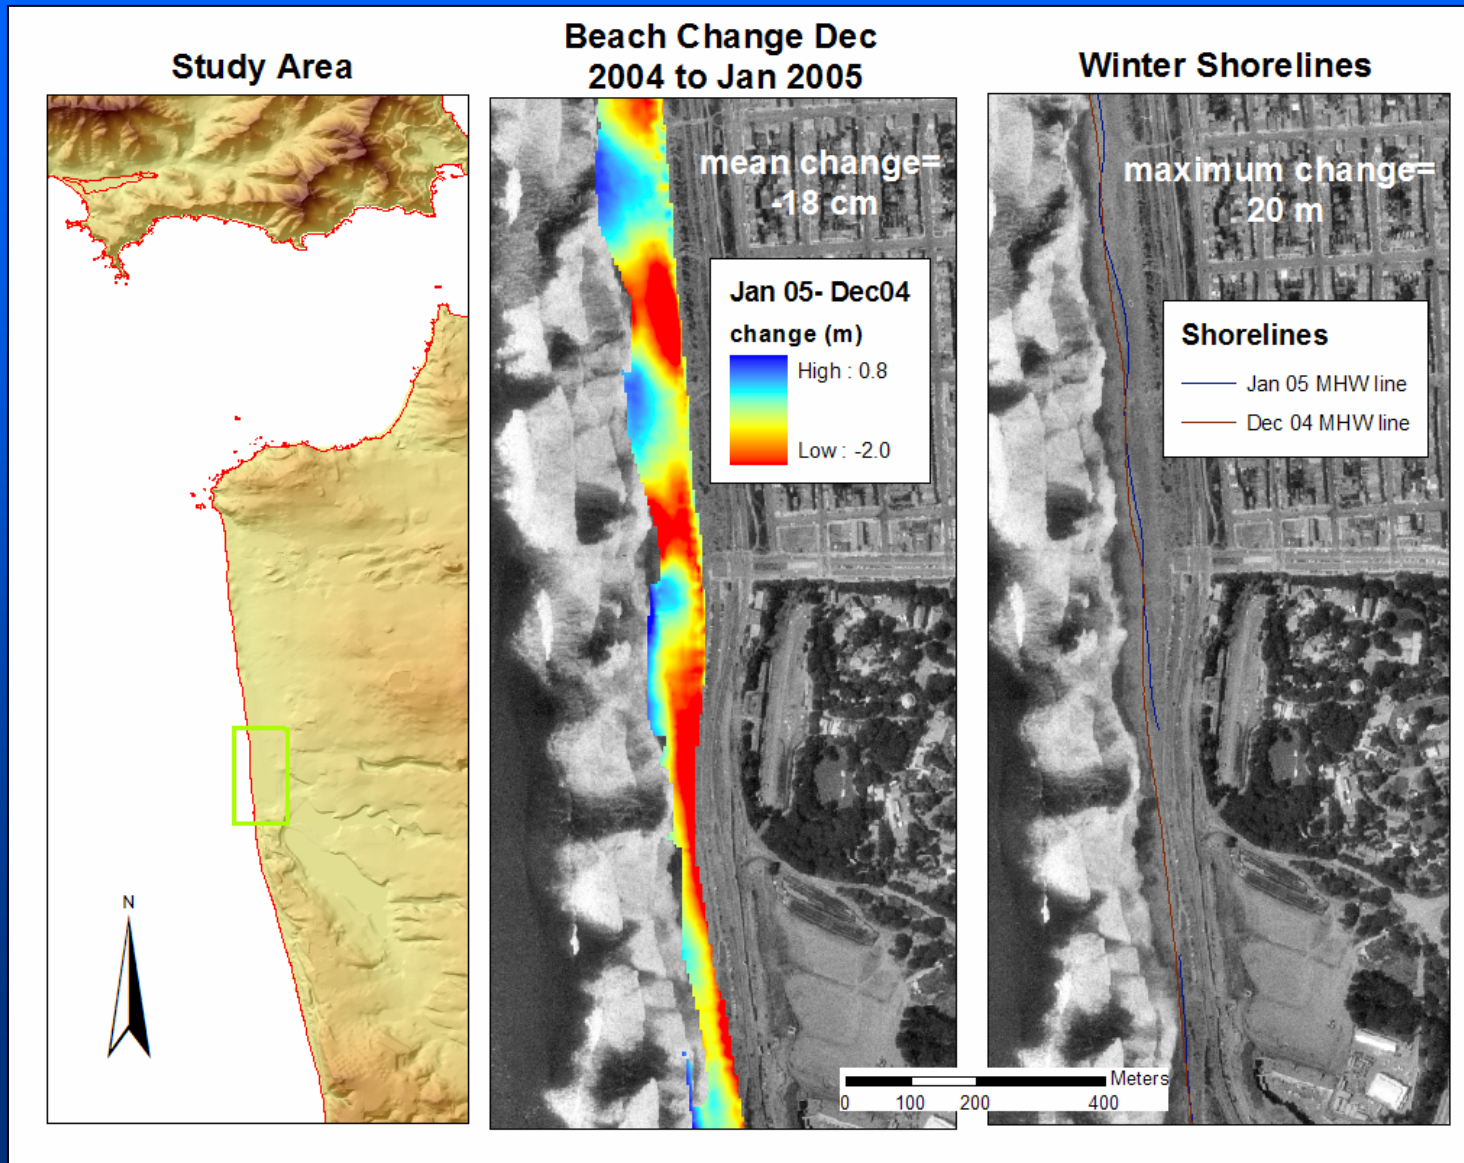 Study Area
N
Beach Change Dec
2004 to Jan 2005
mean change=
-18 cm
Jan 05- Dec04
change (m)
High : 0.8
Low : -2.0
Winter Shorelines
maximum change=
20 m
Shorelines
Jan 05 MHW line
Dec 04 MHW line
Meters
0 100 200 400